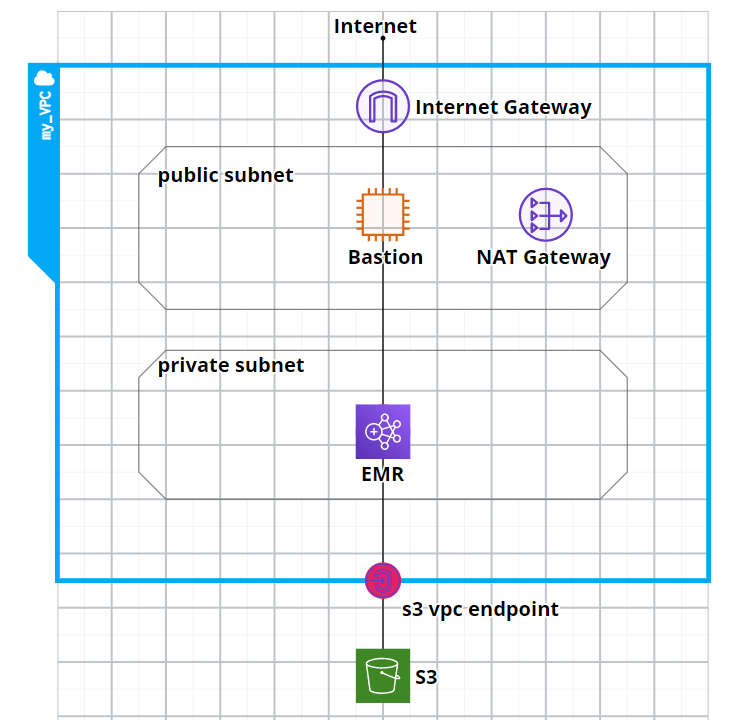 Internet
my_VPC
Internet Gateway
public subnet
Bastion
NAT Gateway
private subnet
EMR
s3 vpc endpoint
S3